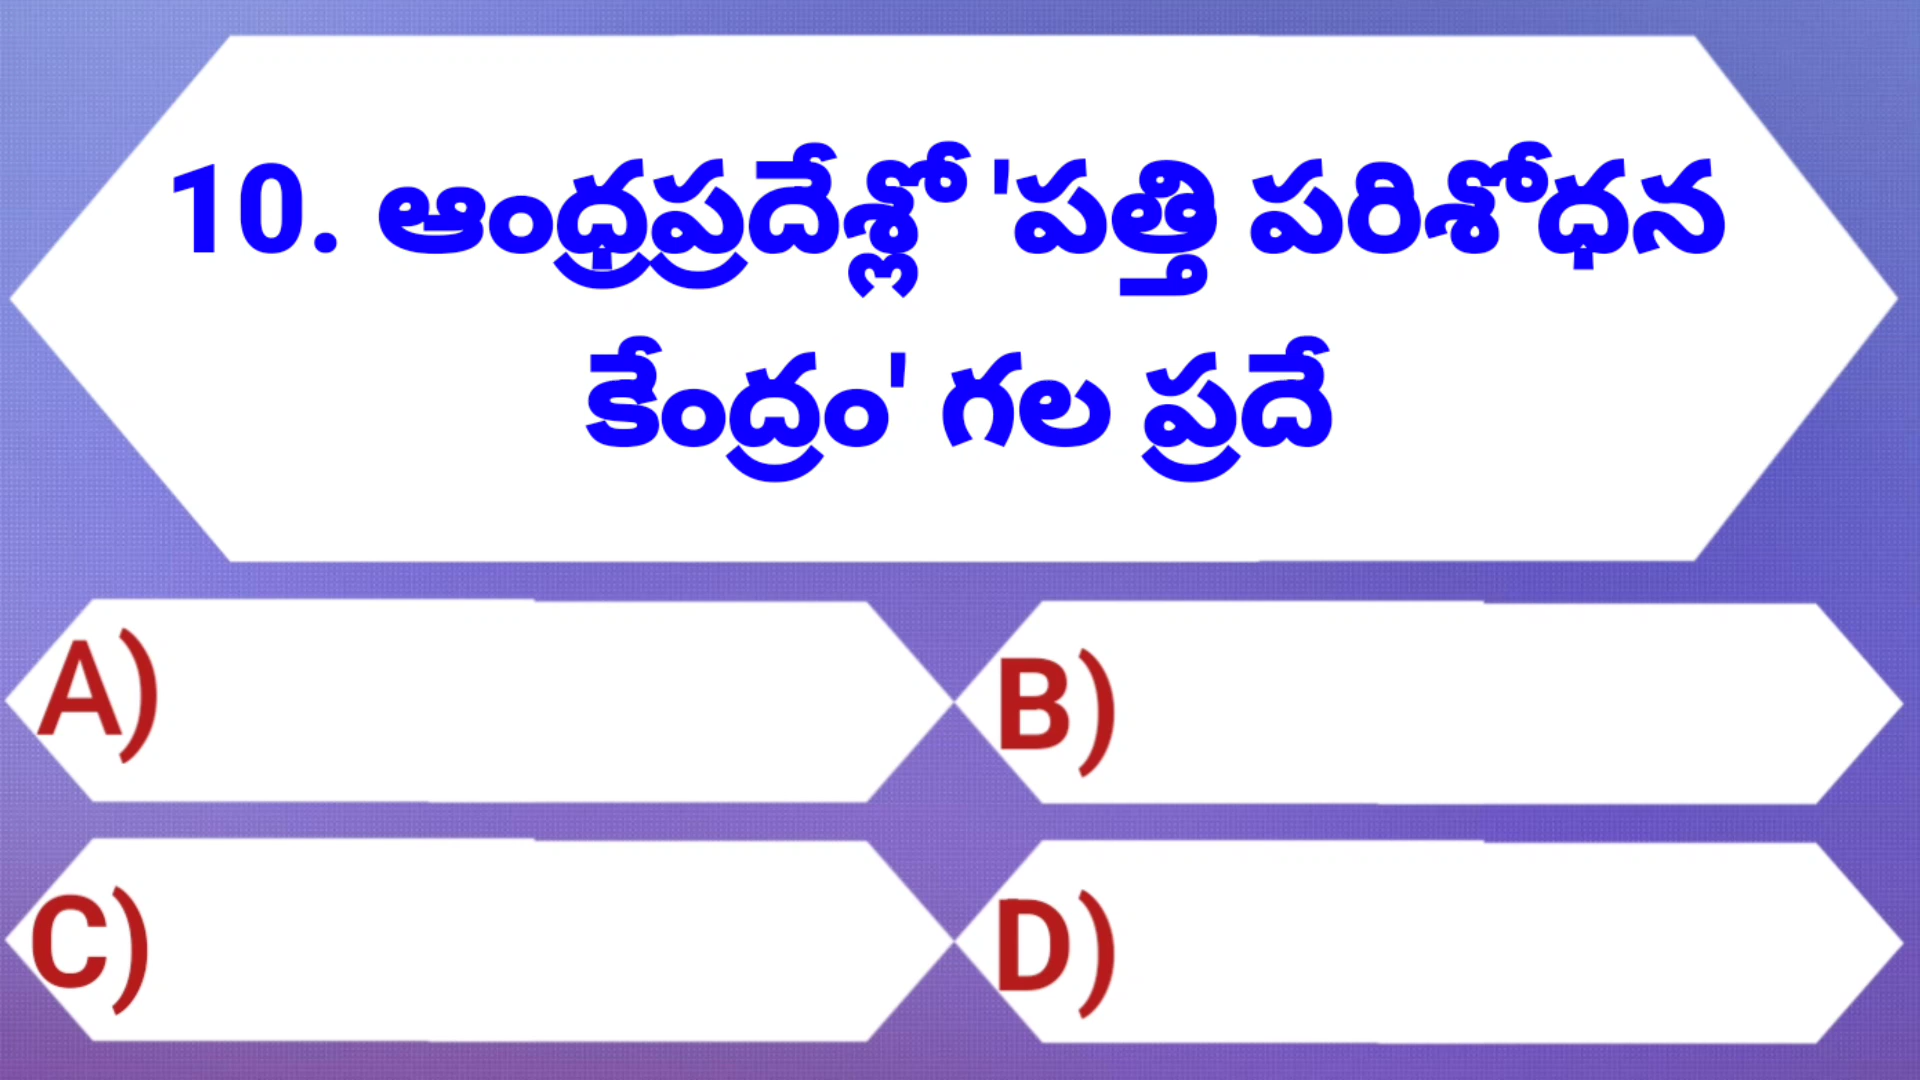 10. ఆంధ్రప్రదేశ్లో 'పత్తి పరిశోధన
కేంద్రం' గల ప్రదే
A)
B)
C)
D)